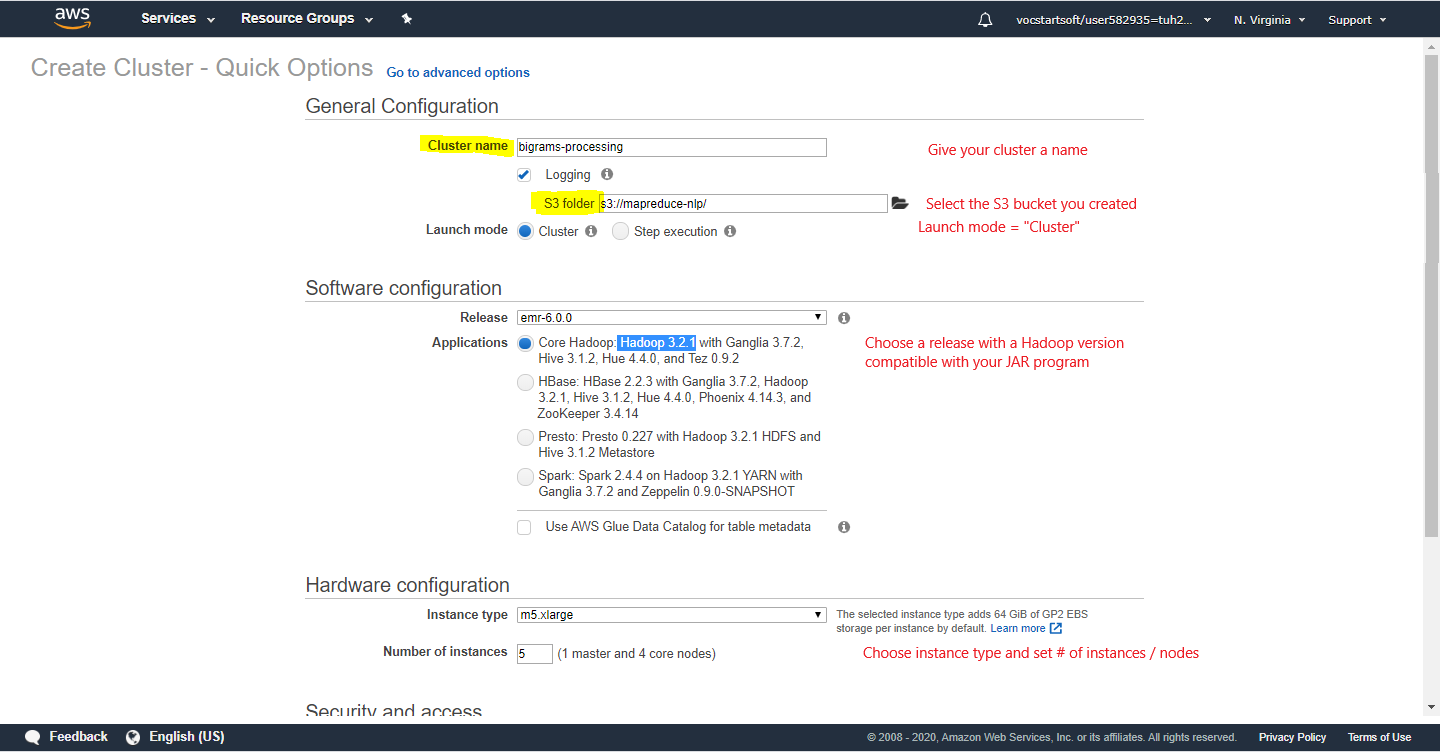 aws Services Resource Groups vocstartsoft/user582935=tuh2... N. Virginia Support
Create Cluster - Quick Options Go to advanced options
General Configuration
Cluster name bigrams-processing Give your cluster a name
Logging
S3 folder s3://mapreduce-nlp/ Select the S3 bucket you created
Launch mode Cluster Step execution Launch mode = "Cluster"
Software configuration
Release emr-6.0.0
Applications Core Hadoop: Hadoop 3.2.1 with Ganglia 3.7.2, Choose a release with a Hadoop version
Hive 3.1.2, Hue 4.4.0, and Tez 0.9.2 compatible with your JAR program
HBase: HBase 2.2.3 with Ganglia 3.7.2, Hadoop
3.2.1, Hive 3.1.2, Hue 4.4.0, Phoenix 4.14.3, and
ZooKeeper 3.4.14
Presto: Presto 0.227 with Hadoop 3.2.1 HDFS and
Hive 3.1.2 Metastore
Spark: Spark 2.4.4 on Hadoop 3.2.1 YARN with
Ganglia 3.7.2 and Zeppelin 0.9.0-SNAPSHOT
Use AWS Glue Data Catalog for table metadata
Hardware configuration
Instance type m5.xlarge The selected instance type adds 64 GiB of GP2 EBS
storage per instance by default. Learn more
Number of instances 5 (1 master and 4 core nodes) Choose instance type and set # of instances / nodes
Security and access
Feedback English (US) © 2008 - 2020, Amazon Web Services, Inc. or its affiliates. All rights reserved. Privacy Policy Terms of Use